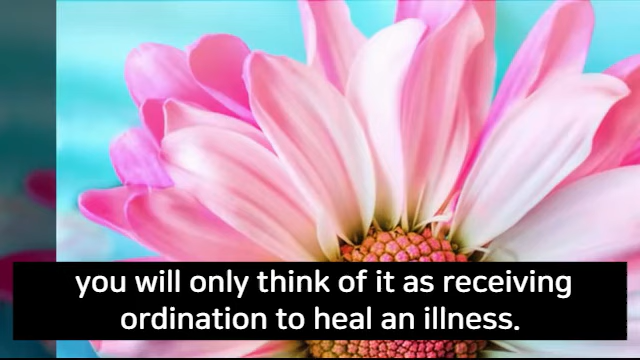 you will only think of it as receiving
ordination to heal an illness.